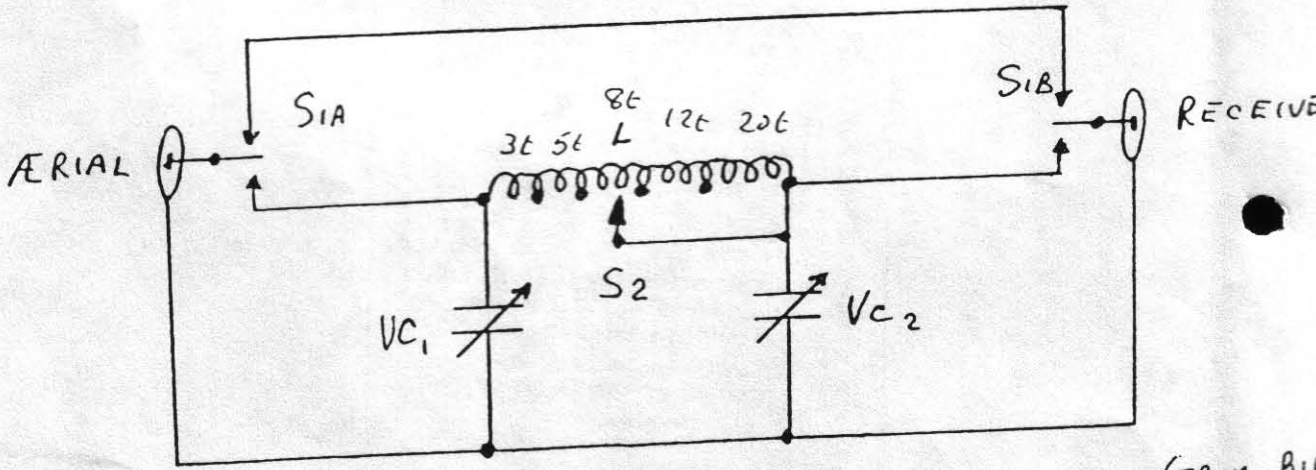 S1A
8t
S1B
ÆRIAL
3t 5t L 12t 20t
RECEIVE
S2
VC1
VC2